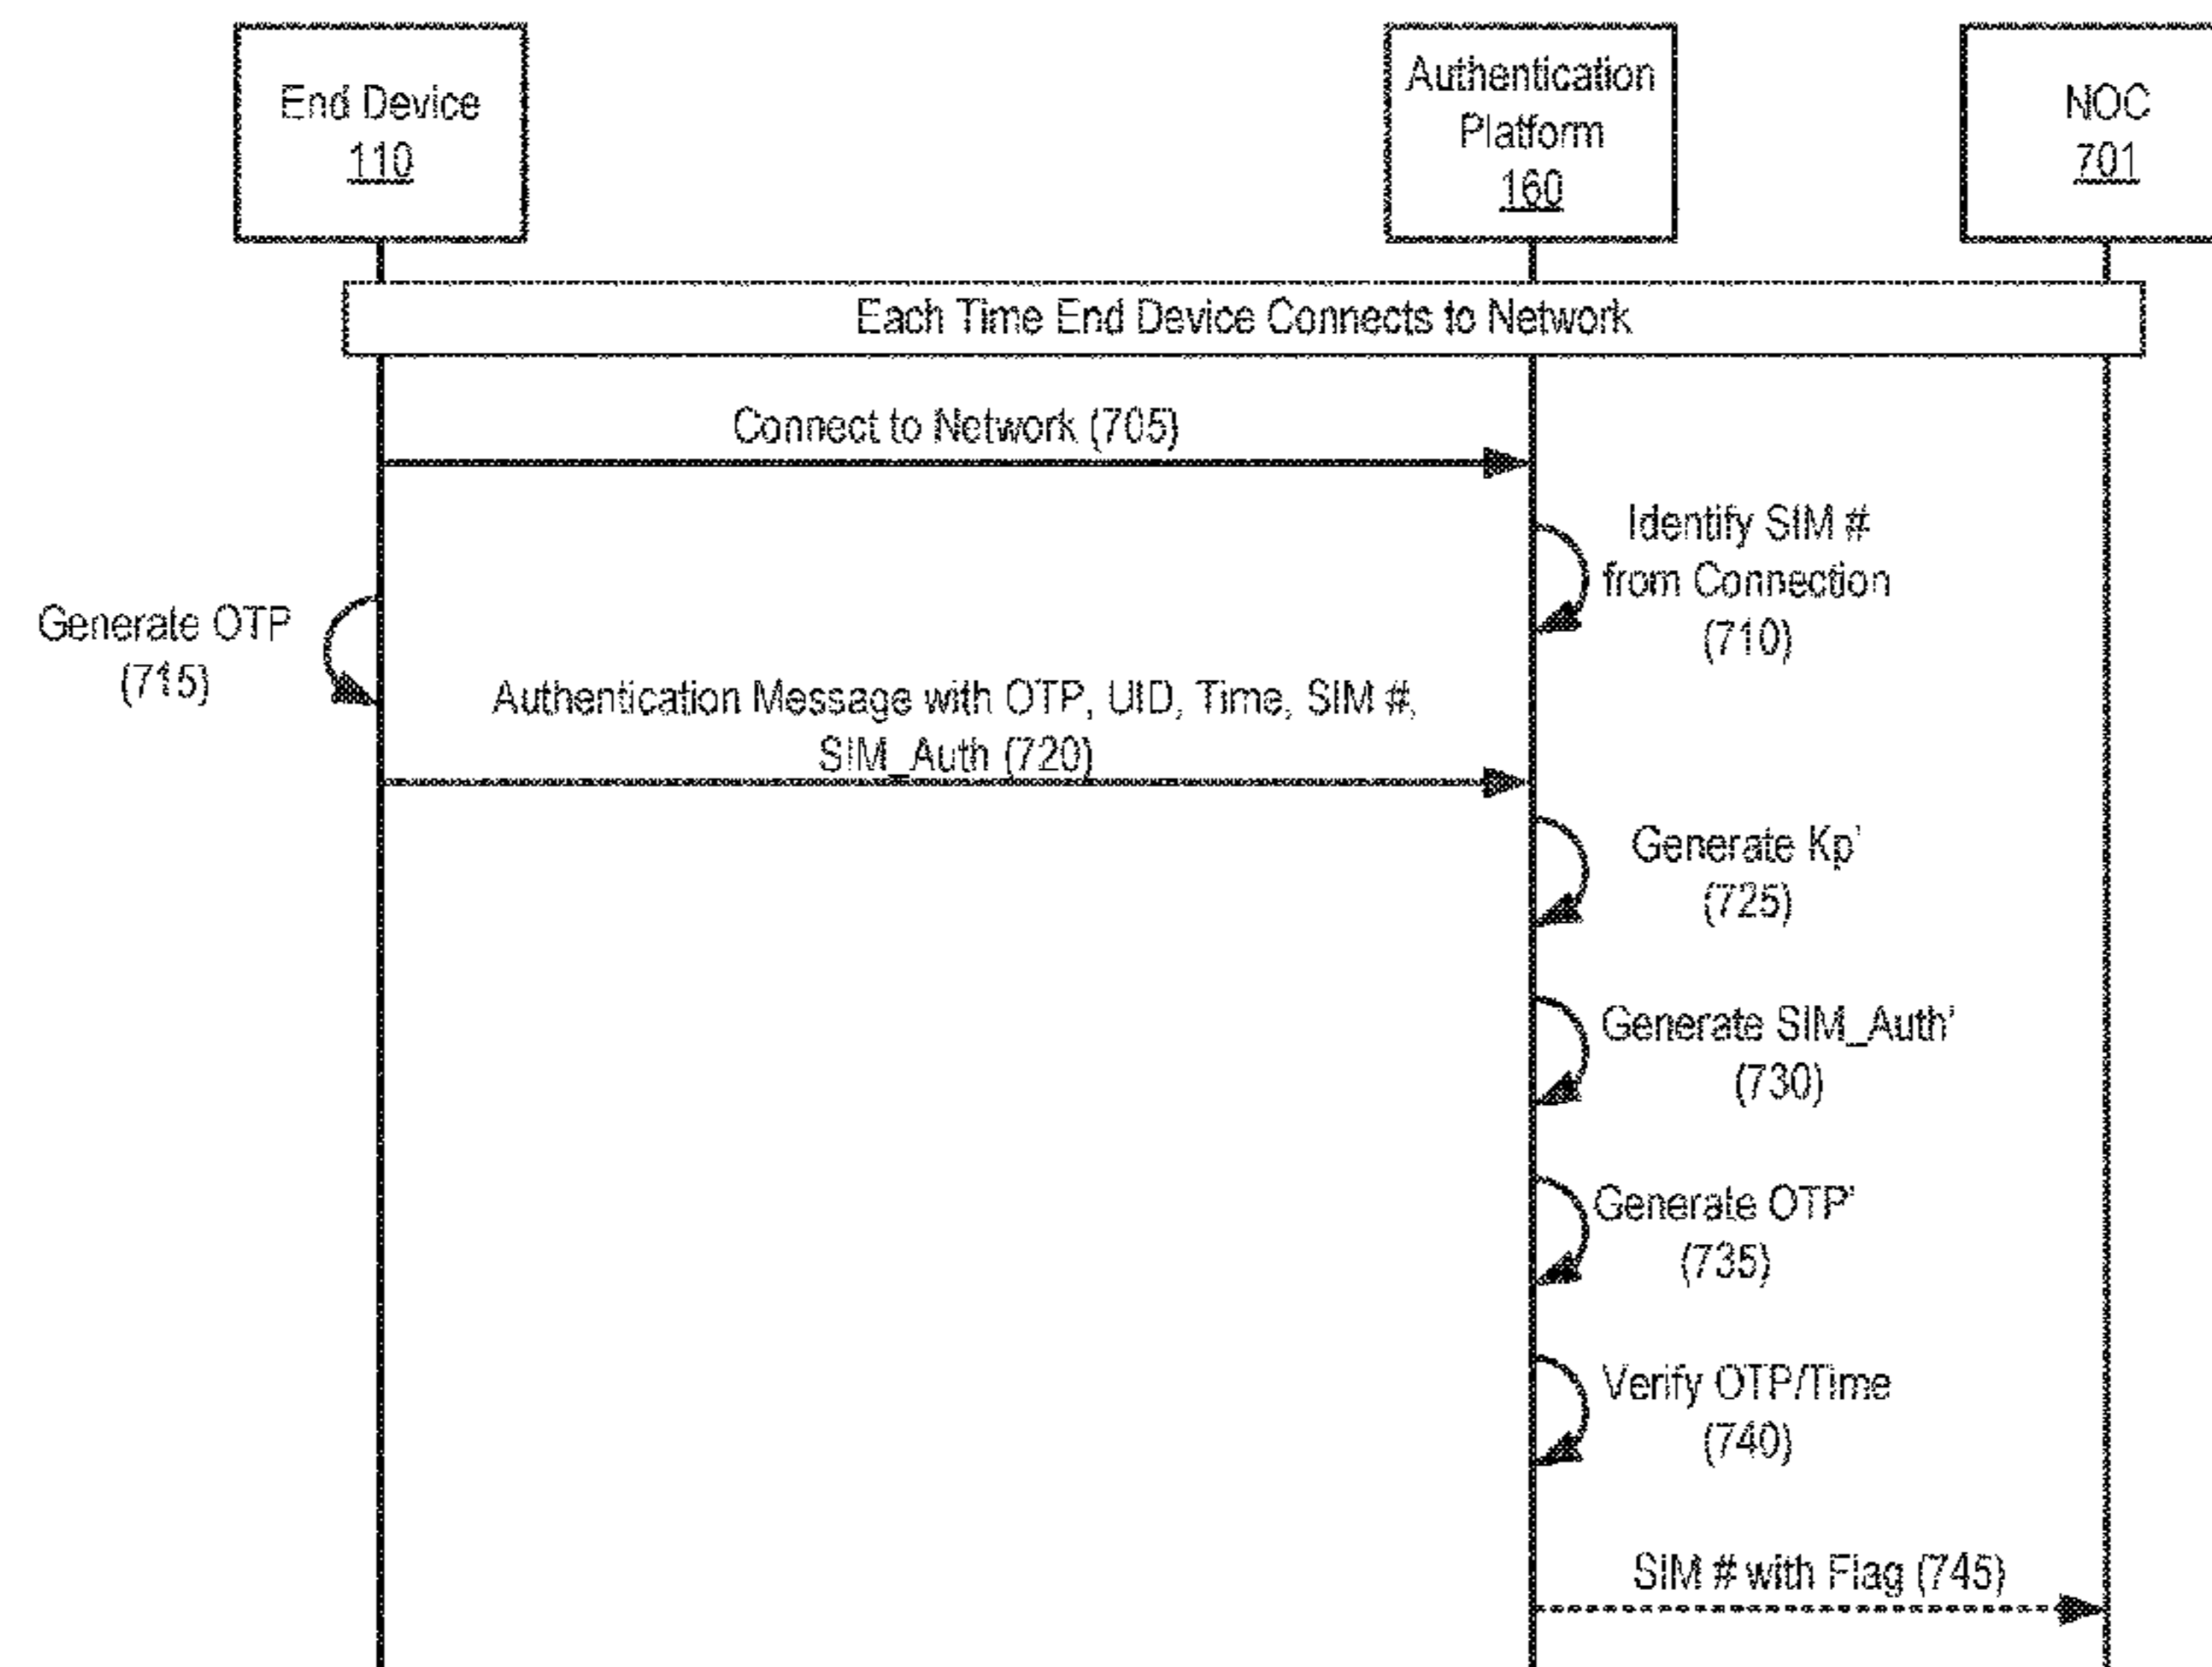 End Device
110
Authentication
Platform
160
NOC
701
Each Time End Device Connects to Network
Connect to Network (705)
Identify SIM #
from Connection
(710)
Generate OTP
(715)
Authentication Message with OTP, UID, Time, SIM #,
SIM_Auth (720)
Generate Kp'
(725)
Generate SIM_Auth'
(730)
Generate OTP'
(735)
Verify OTP/Time
(740)
SIM # with Flag (745)